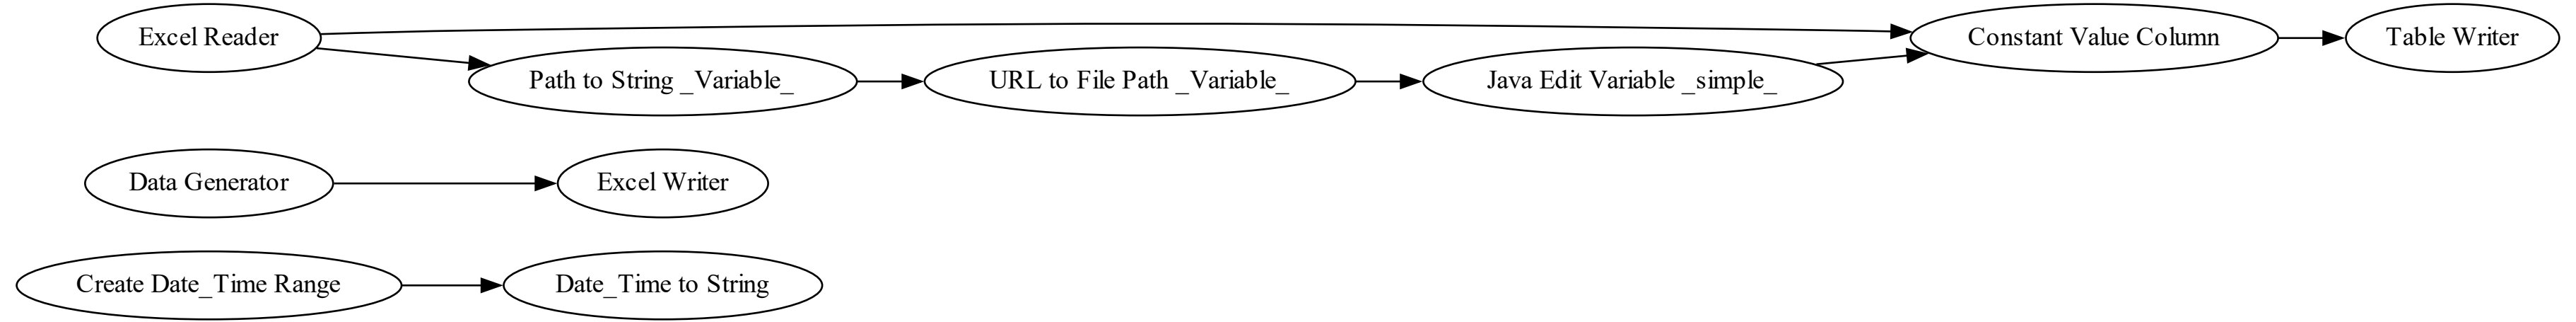 Excel Reader
Constant Value Column
Table Writer
Path to String _Variable_
URL to File Path _Variable_
Java Edit Variable _simple_
Data Generator
Excel Writer
Create Date_Time Range
Date_Time to String